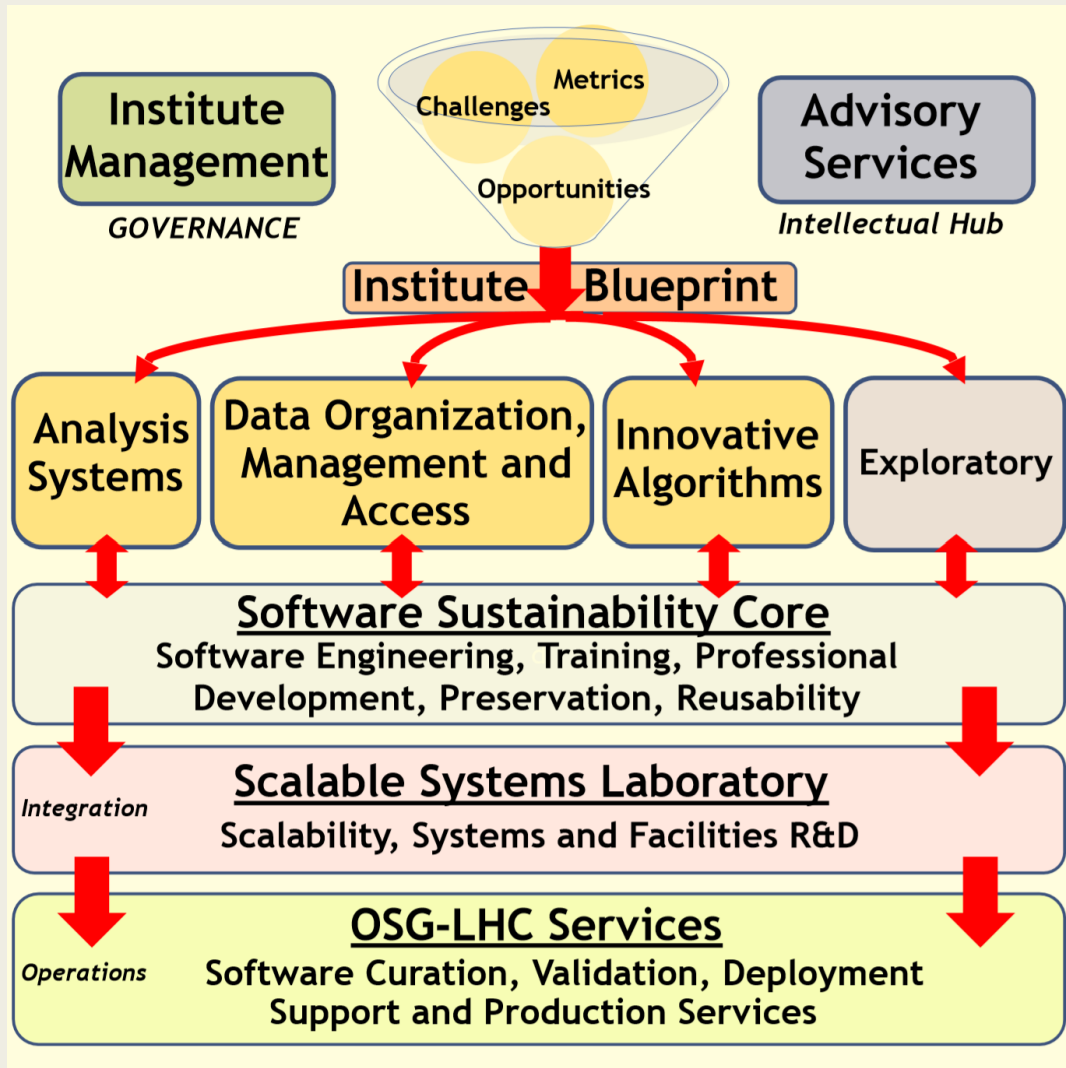 Institute
Management
GOVERNANCE
Challenges
Metrics
Opportunities
Advisory
Services
Intellectual Hub
Institute Blueprint
Analysis
Systems
Data Organization,
Management and
Access
Innovative
Algorithms
Exploratory
Software Sustainability Core
Software Engineering, Training, Professional
Development, Preservation, Reusability
Scalable Systems Laboratory
Integration
Scalability, Systems and Facilities R&D
OSG-LHC Services
Operations
Software Curation, Validation, Deployment
Support and Production Services